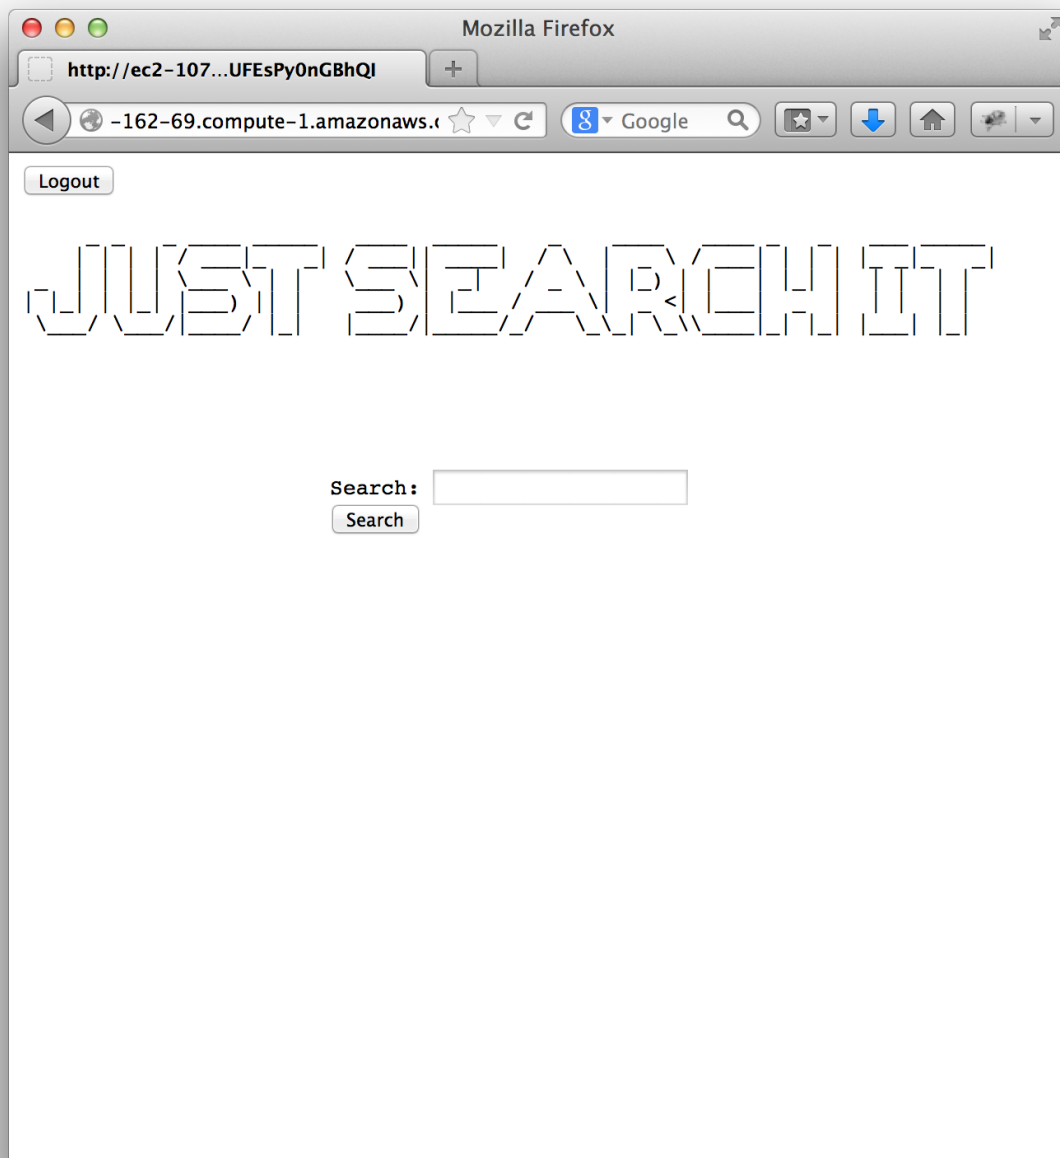 Mozilla Firefox
http://ec2-107...UFEsPy0nGBhQI
-162-69.compute-1.amazonaws.c
Google
Logout
JUST SEARCH IT
Search:
Search